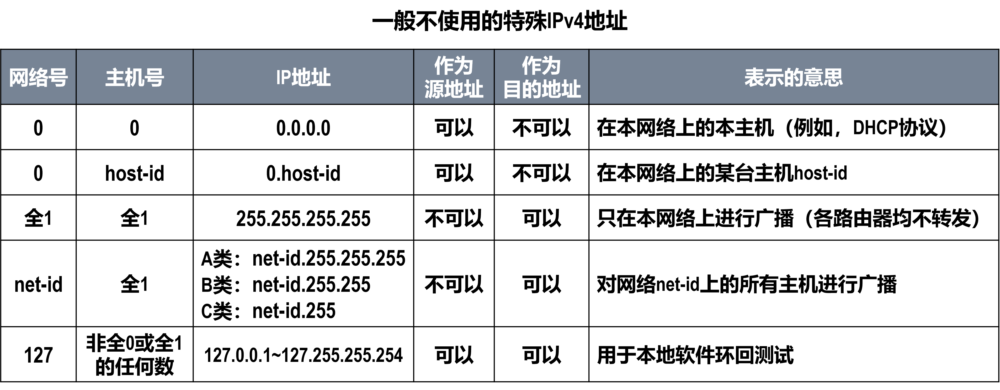 一般不使用的特殊IPv4地址
网络号
主机号
IP地址
作为
源地址
作为
目的地址
表示的意思
0
0
0.0.0.0
可以
不可以
在本网络上的本主机（例如，DHCP协议）
0
host-id
0.host-id
可以
不可以
在本网络上的某台主机host-id
全1
全1
255.255.255.255
不可以
可以
只在本网络上进行广播（各路由器均不转发）
net-id
全1
A类：net-id.255.255.255
B类：net-id.255.255
C类：net-id.255
不可以
可以
对网络net-id上的所有主机进行广播
127
非全0或全1
的任何数
127.0.0.1~127.255.255.254
可以
可以
用于本地软件环回测试